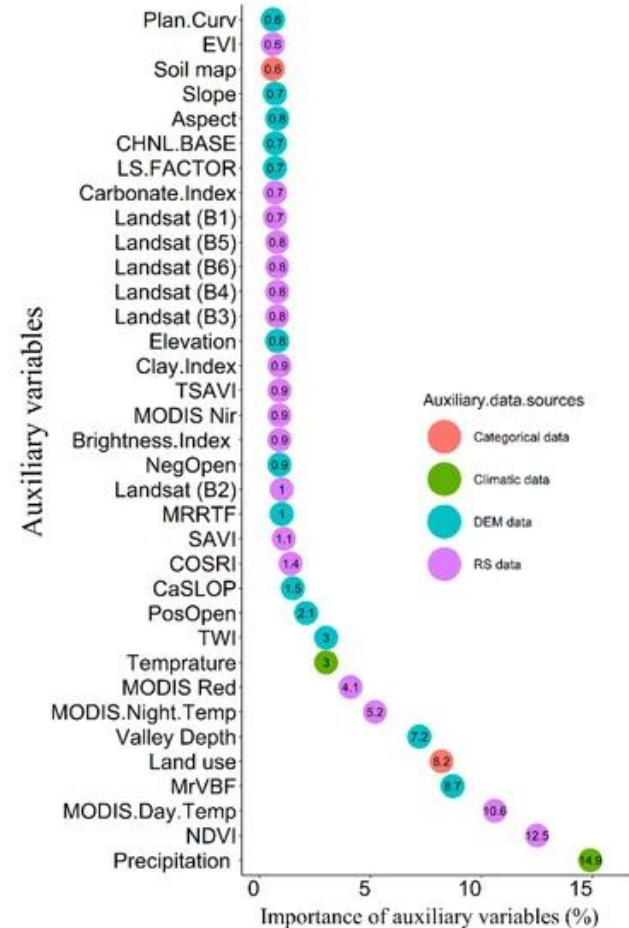 Auxiliary variables
Plan.Curv 0.6
EVI 0.6
Soil map 0.6
Slope 0.7
Aspect 0.8
CHNL.BASE 0.7
LS.FACTOR 0.7
Carbonate.Index 0.7
Landsat (B1) 0.7
Landsat (B5) 0.8
Landsat (B6) 0.8
Landsat (B4) 0.8
Landsat (B3) 0.8
Elevation 0.8
Clay.Index 0.9
TSAVI 0.9
MODIS Nir 0.9
Brightness.Index 0.9
NegOpen 0.9
Landsat (B2) 1
MRRTF 1
SAVI 1.1
COSRI 1.4
CaSLOP 1.5
PosOpen 2.1
TWI 3
Temprature 3
MODIS Red 4.1
MODIS.Night.Temp 5.2
Valley Depth 7.2
Land use 8.2
MrVBF 8.7
MODIS.Day.Temp 10.6
NDVI 12.5
Precipitation 14.9
Auxiliary.data.sources
Categorical data
Climatic data
DEM data
RS data
0 5 10 15
Importance of auxiliary variables (%)